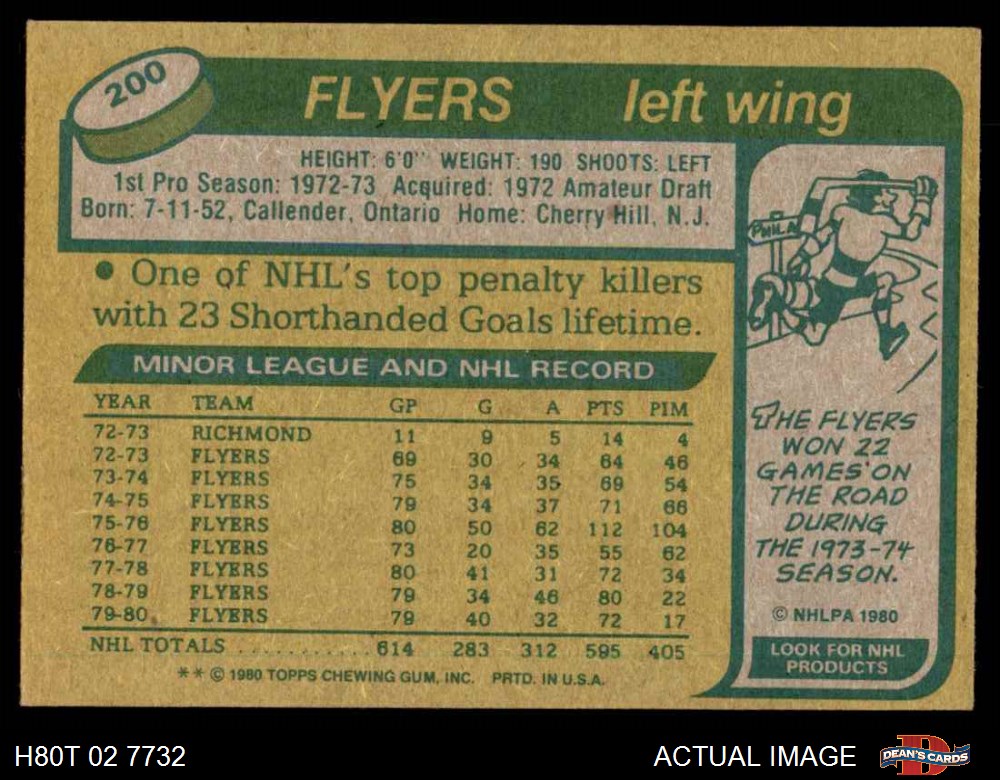 200
FLYERS left wing
HEIGHT: 6'0" WEIGHT: 190 SHOOTS: LEFT
1st Pro Season: 1972-73 Acquired: 1972 Amateur Draft
Born: 7-11-52, Callender, Ontario Home: Cherry Hill, N.J.
• One of NHL's top penalty killers
with 23 Shorthanded Goals lifetime.
MINOR LEAGUE AND NHL RECORD
YEAR TEAM GP G A PTS PIM
72-73 RICHMOND 11 9 5 14 4
72-73 FLYERS 69 30 34 64 46
73-74 FLYERS 75 34 35 69 54
74-75 FLYERS 79 34 37 71 66
75-76 FLYERS 80 50 62 112 104
76-77 FLYERS 73 20 35 55 62
77-78 FLYERS 80 41 31 72 34
78-79 FLYERS 79 34 46 80 22
79-80 FLYERS 79 40 32 72 17
NHL TOTALS ............ 614 283 312 595 405
** © 1980 TOPPS CHEWING GUM, INC. PRTD. IN U.S.A.
PHILA
THE FLYERS
WON 22
GAMES ON
THE ROAD
DURING
THE 1973-74
SEASON.
© NHLPA 1980
LOOK FOR NHL
PRODUCTS
H80T 02 7732
ACTUAL IMAGE
DEAN'S CARDS